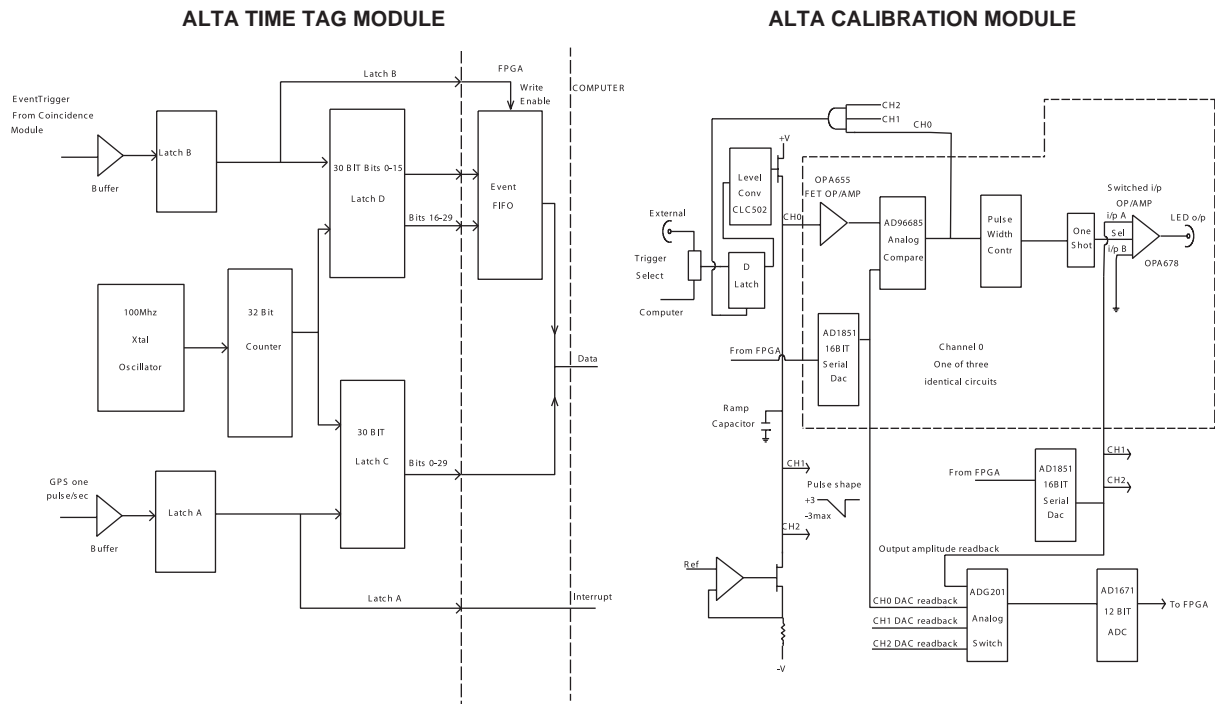 ALTA TIME TAG MODULE
EventTrigger
From Coincidence
Module
Buffer
Latch B
Latch B
FPGA
Write
Enable
COMPUTER
30 BIT Bits 0-15
Latch D
Bits 16-29
Event
FIFO
100Mhz
Xtal
Oscillator
32 Bit
Counter
Data
30 BIT
Latch C
Bits 0-29
GPS one
pulse/sec
Buffer
Latch A
Latch A
Interrupt
ALTA CALIBRATION MODULE
CH2
CH1
CH0
+V
Level
Conv
CLC502
External
Trigger
Select
Computer
D
Latch
OPA655
FET OP/AMP
CH0
AD96685
Analog
Compare
Pulse
Width
Contr
One
Shot
Switched i/p
OP/AMP
i/p A
Sel
i/p B
LED o/p
OPA678
From FPGA
AD1851
16BIT
Serial
Dac
Channel 0
One of three
identical circuits
Ramp
Capacitor
CH1
Pulse shape
+3
-3max
CH2
From FPGA
AD1851
16BIT
Serial
Dac
CH1
CH2
Ref
-V
Output amplitude readback
CH0 DAC readback
CH1 DAC readback
CH2 DAC readback
ADG201
Analog
Switch
AD1671
12 BIT
ADC
To FPGA